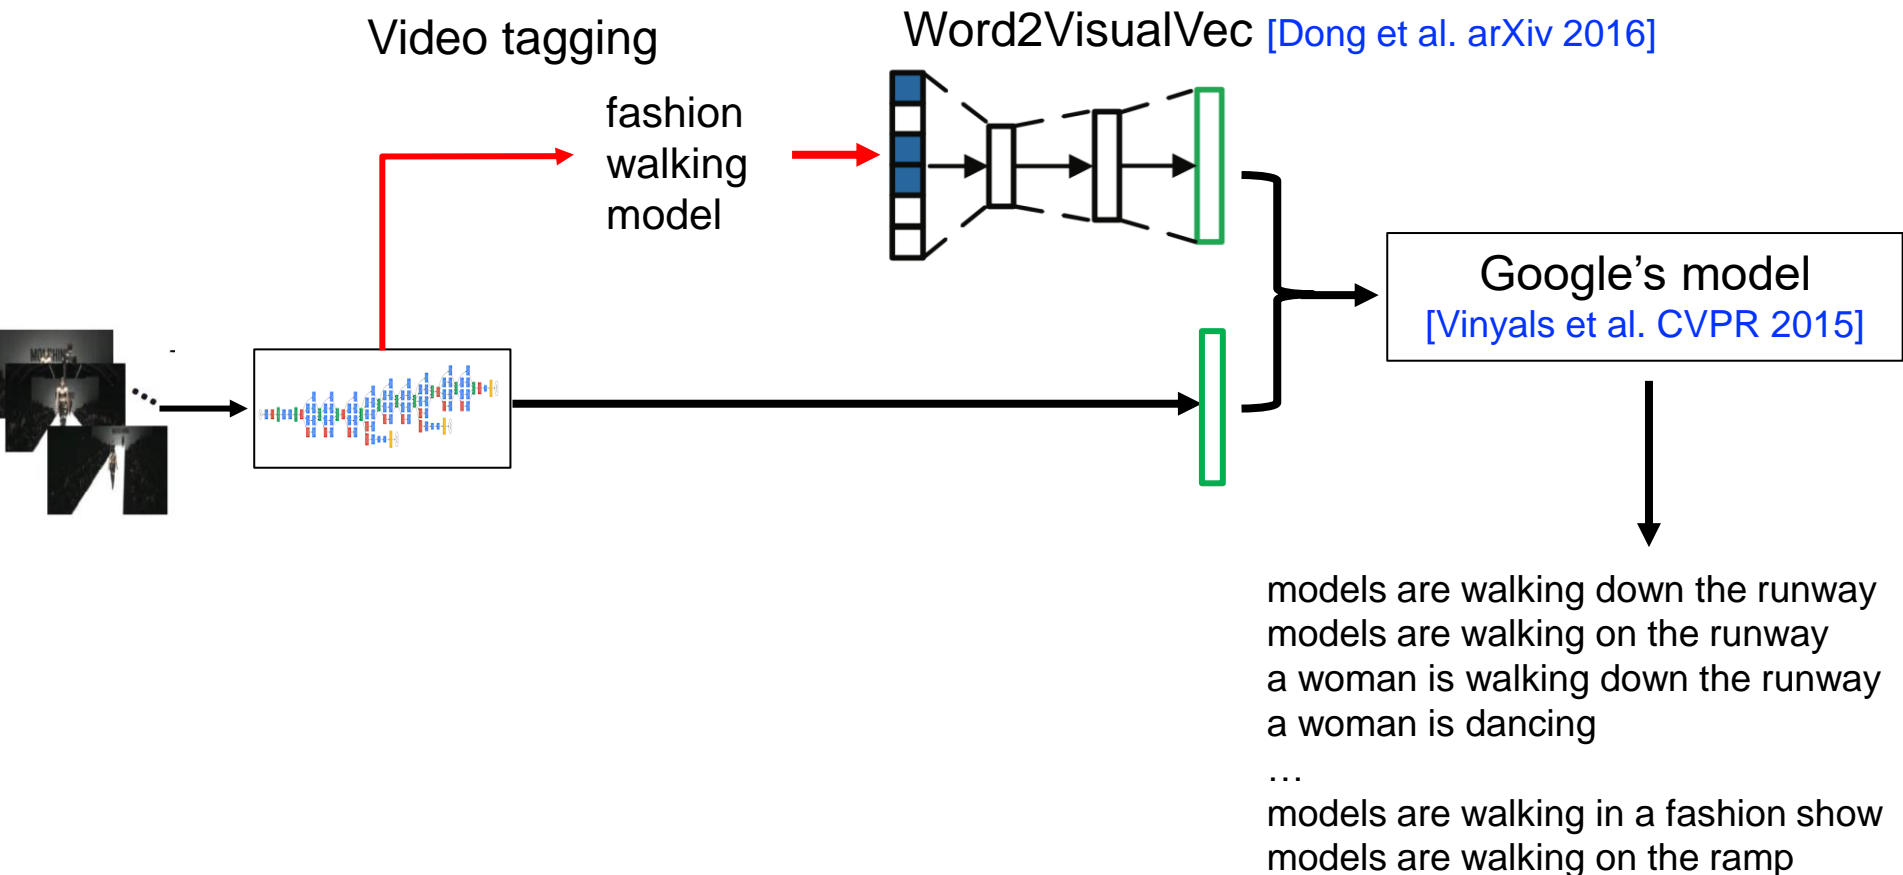 Video tagging
Word2VisualVec [Dong et al. arXiv 2016]
fashion
walking
model
Google’s model
[Vinyals et al. CVPR 2015]
models are walking down the runway
models are walking on the runway
a woman is walking down the runway
a woman is dancing
…
models are walking in a fashion show
models are walking on the ramp